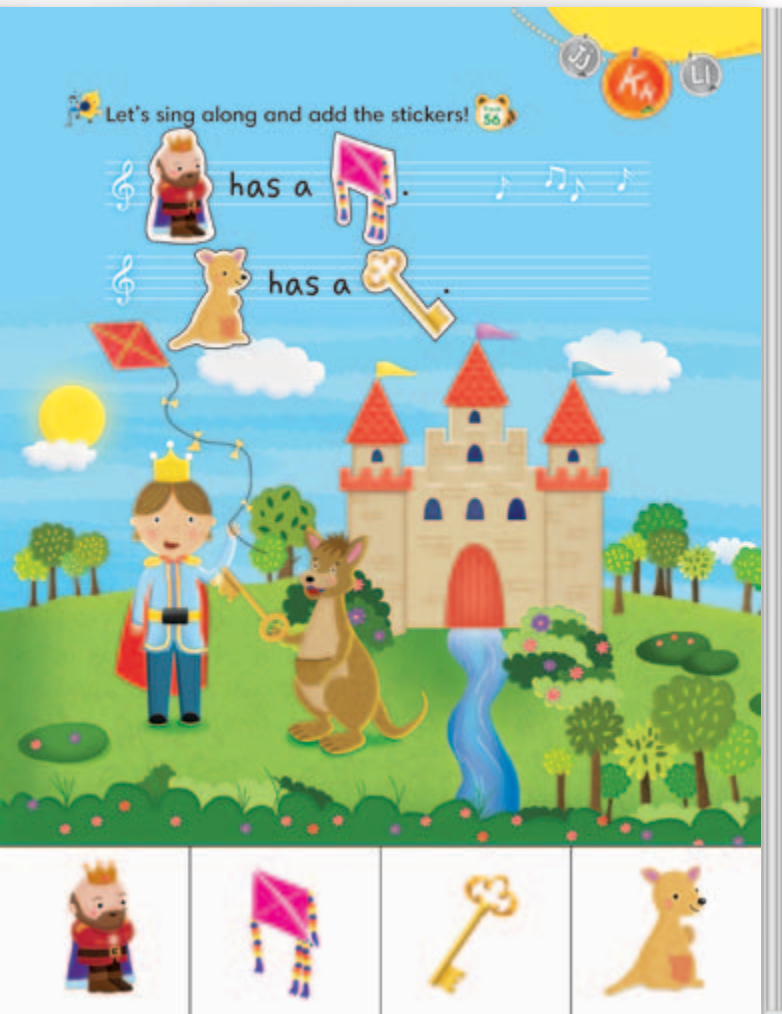 Jj
Kk
Ll
Let's sing along and add the stickers!
Track
56
has a .
has a .